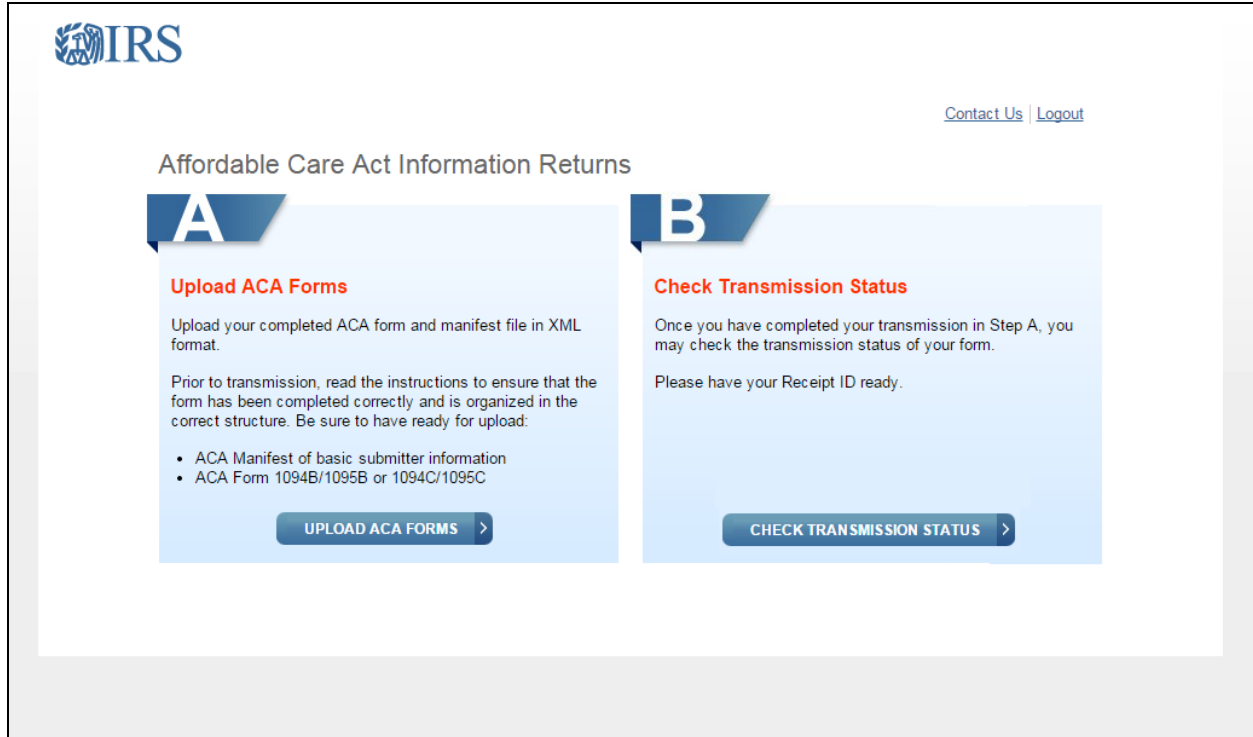 IRS
Contact Us | Logout
Affordable Care Act Information Returns
A
Upload ACA Forms
Upload your completed ACA form and manifest file in XML
format.
Prior to transmission, read the instructions to ensure that the
form has been completed correctly and is organized in the
correct structure. Be sure to have ready for upload:
• ACA Manifest of basic submitter information
• ACA Form 1094B/1095B or 1094C/1095C
UPLOAD ACA FORMS >
B
Check Transmission Status
Once you have completed your transmission in Step A, you
may check the transmission status of your form.
Please have your Receipt ID ready.
CHECK TRANSMISSION STATUS >